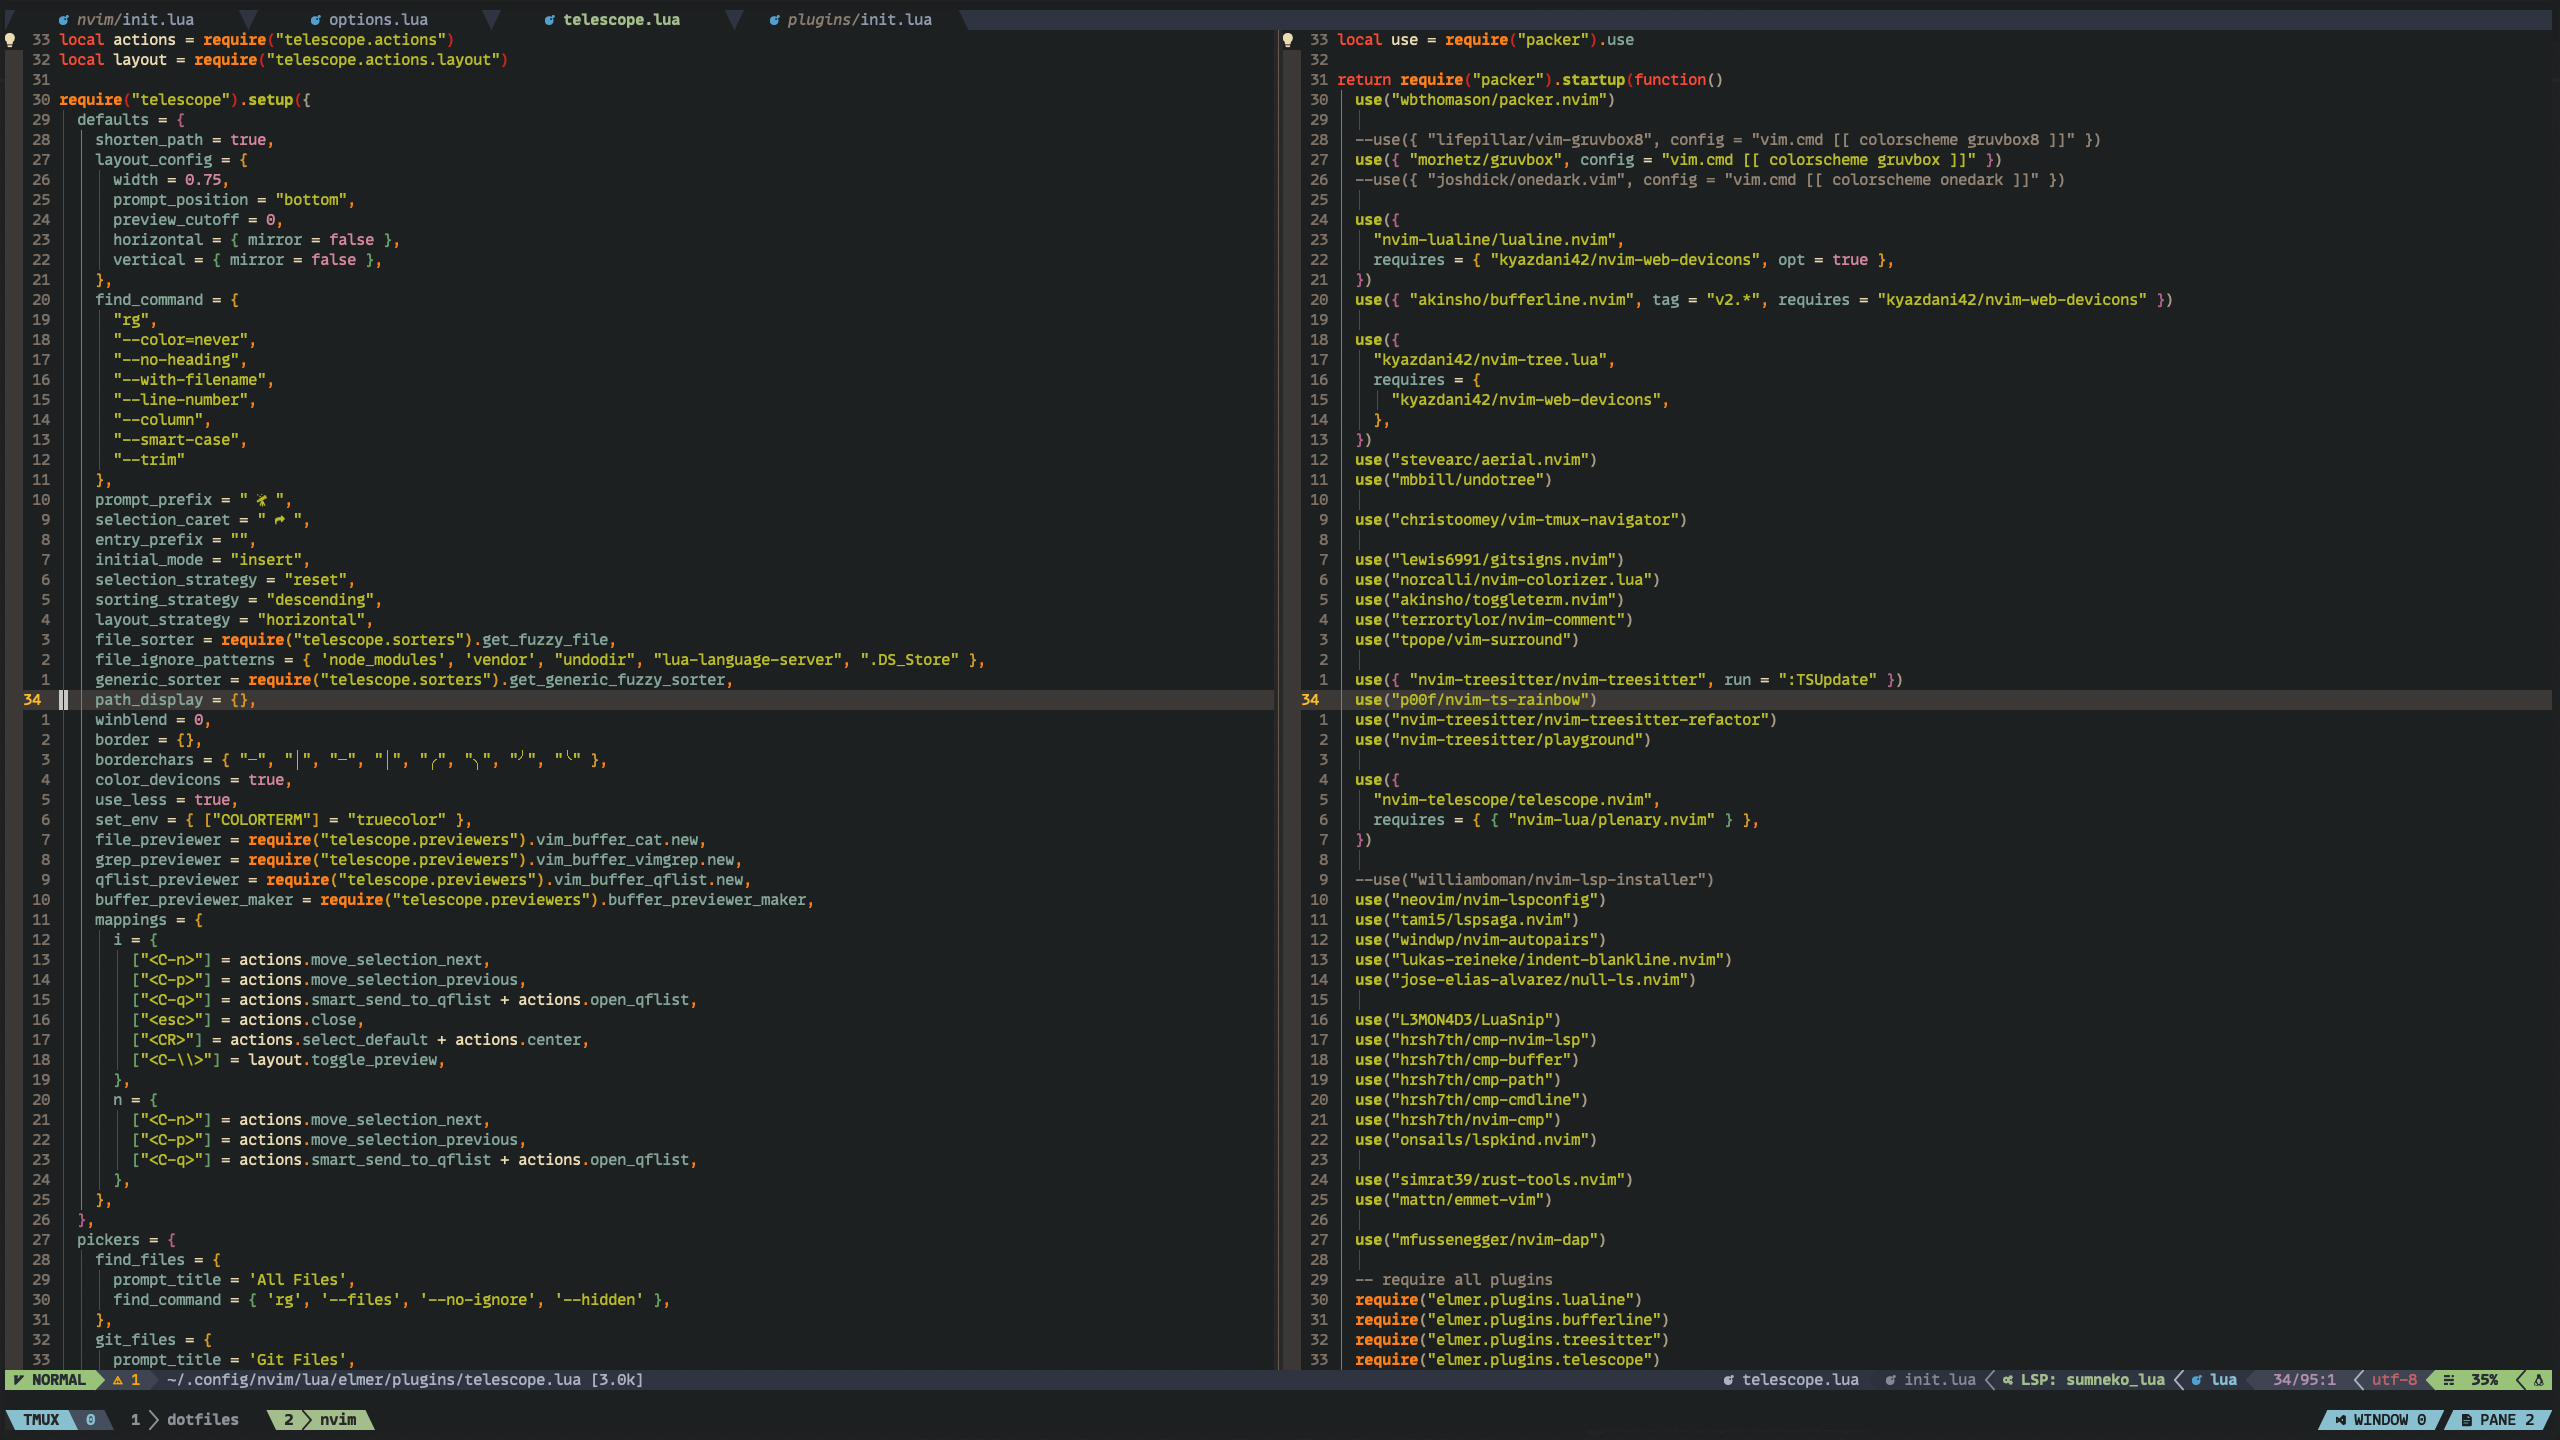 nvim/init.lua options.lua telescope.lua plugins/init.lua
33 local actions = require("telescope.actions")
32 local layout = require("telescope.actions.layout")
31
30 require("telescope").setup({
29 defaults = {
28 shorten_path = true,
27 layout_config = {
26 width = 0.75,
25 prompt_position = "bottom",
24 preview_cutoff = 0,
23 horizontal = { mirror = false },
22 vertical = { mirror = false },
21 },
20 find_command = {
19 "rg",
18 "--color=never",
17 "--no-heading",
16 "--with-filename",
15 "--line-number",
14 "--column",
13 "--smart-case",
12 "--trim"
11 },
10 prompt_prefix = "  ",
9 selection_caret = "  ",
8 entry_prefix = "",
7 initial_mode = "insert",
6 selection_strategy = "reset",
5 sorting_strategy = "descending",
4 layout_strategy = "horizontal",
3 file_sorter = require("telescope.sorters").get_fuzzy_file,
2 file_ignore_patterns = { 'node_modules', 'vendor', "undodir", "lua-language-server", ".DS_Store" },
1 generic_sorter = require("telescope.sorters").get_generic_fuzzy_sorter,
34 path_display = {},
1 winblend = 0,
2 border = {},
3 borderchars = { "─", "│", "─", "│", "╭", "╮", "╯", "╰" },
4 color_devicons = true,
5 use_less = true,
6 set_env = { ["COLORTERM"] = "truecolor" },
7 file_previewer = require("telescope.previewers").vim_buffer_cat.new,
8 grep_previewer = require("telescope.previewers").vim_buffer_vimgrep.new,
9 qflist_previewer = require("telescope.previewers").vim_buffer_qflist.new,
10 buffer_previewer_maker = require("telescope.previewers").buffer_previewer_maker,
11 mappings = {
12 i = {
13 ["<C-n>"] = actions.move_selection_next,
14 ["<C-p>"] = actions.move_selection_previous,
15 ["<C-q>"] = actions.smart_send_to_qflist + actions.open_qflist,
16 ["<esc>"] = actions.close,
17 ["<CR>"] = actions.select_default + actions.center,
18 ["<C-\\>"] = layout.toggle_preview,
19 },
20 n = {
21 ["<C-n>"] = actions.move_selection_next,
22 ["<C-p>"] = actions.move_selection_previous,
23 ["<C-q>"] = actions.smart_send_to_qflist + actions.open_qflist,
24 },
25 },
26 },
27 pickers = {
28 find_files = {
29 prompt_title = 'All Files',
30 find_command = { 'rg', '--files', '--no-ignore', '--hidden' },
31 },
32 git_files = {
33 prompt_title = 'Git Files',
33 local use = require("packer").use
32
31 return require("packer").startup(function()
30 use("wbthomason/packer.nvim")
29
28 --use({ "lifepillar/vim-gruvbox8", config = "vim.cmd [[ colorscheme gruvbox8 ]]" })
27 use({ "morhetz/gruvbox", config = "vim.cmd [[ colorscheme gruvbox ]]" })
26 --use({ "joshdick/onedark.vim", config = "vim.cmd [[ colorscheme onedark ]]" })
25
24 use({
23 "nvim-lualine/lualine.nvim",
22 requires = { "kyazdani42/nvim-web-devicons", opt = true },
21 })
20 use({ "akinsho/bufferline.nvim", tag = "v2.*", requires = "kyazdani42/nvim-web-devicons" })
19
18 use({
17 "kyazdani42/nvim-tree.lua",
16 requires = {
15 "kyazdani42/nvim-web-devicons",
14 },
13 })
12 use("stevearc/aerial.nvim")
11 use("mbbill/undotree")
10
9 use("christoomey/vim-tmux-navigator")
8
7 use("lewis6991/gitsigns.nvim")
6 use("norcalli/nvim-colorizer.lua")
5 use("akinsho/toggleterm.nvim")
4 use("terrortylor/nvim-comment")
3 use("tpope/vim-surround")
2
1 use({ "nvim-treesitter/nvim-treesitter", run = ":TSUpdate" })
34 use("p00f/nvim-ts-rainbow")
1 use("nvim-treesitter/nvim-treesitter-refactor")
2 use("nvim-treesitter/playground")
3
4 use({
5 "nvim-telescope/telescope.nvim",
6 requires = { { "nvim-lua/plenary.nvim" } },
7 })
8
9 --use("williamboman/nvim-lsp-installer")
10 use("neovim/nvim-lspconfig")
11 use("tami5/lspsaga.nvim")
12 use("windwp/nvim-autopairs")
13 use("lukas-reineke/indent-blankline.nvim")
14 use("jose-elias-alvarez/null-ls.nvim")
15
16 use("L3MON4D3/LuaSnip")
17 use("hrsh7th/cmp-nvim-lsp")
18 use("hrsh7th/cmp-buffer")
19 use("hrsh7th/cmp-path")
20 use("hrsh7th/cmp-cmdline")
21 use("hrsh7th/nvim-cmp")
22 use("onsails/lspkind.nvim")
23
24 use("simrat39/rust-tools.nvim")
25 use("mattn/emmet-vim")
26
27 use("mfussenegger/nvim-dap")
28
29 -- require all plugins
30 require("elmer.plugins.lualine")
31 require("elmer.plugins.bufferline")
32 require("elmer.plugins.treesitter")
33 require("elmer.plugins.telescope")
NORMAL 1 ~/.config/nvim/lua/elmer/plugins/telescope.lua [3.0k] telescope.lua init.lua LSP: sumneko_lua lua 34/95:1 utf-8 35%
TMUX 0 1 dotfiles 2 nvim WINDOW 0 PANE 2